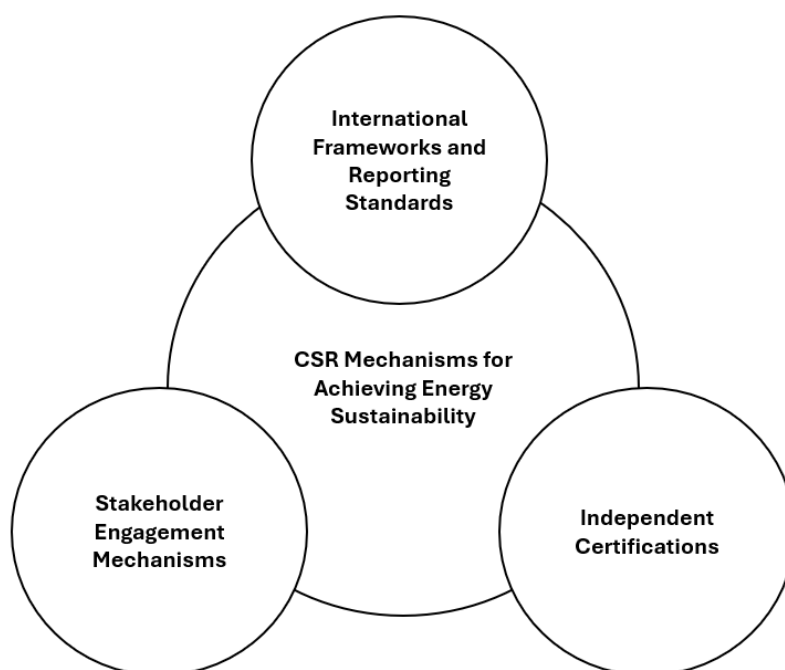 International
Frameworks and
Reporting
Standards
CSR Mechanisms for
Achieving Energy
Sustainability
Stakeholder
Engagement
Mechanisms
Independent
Certifications